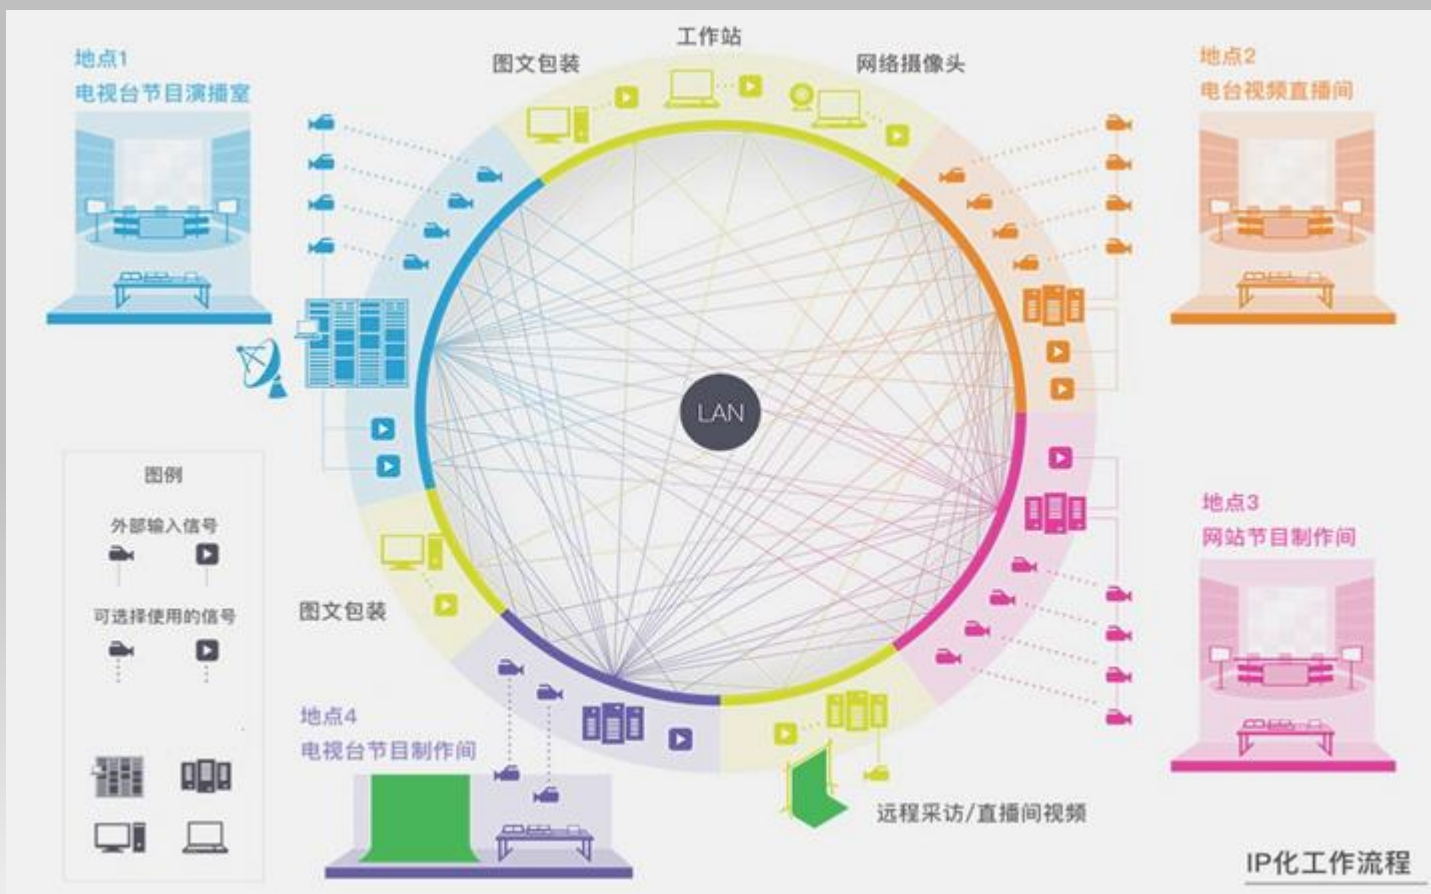 工作站
图文包装
网络摄像头
地点1
电视台节目演播室
地点2
电台视频直播间
LAN
图例
外部输入信号
可选择使用的信号
图文包装
地点3
网站节目制作间
地点4
电视台节目制作间
远程采访/直播间视频
IP化工作流程